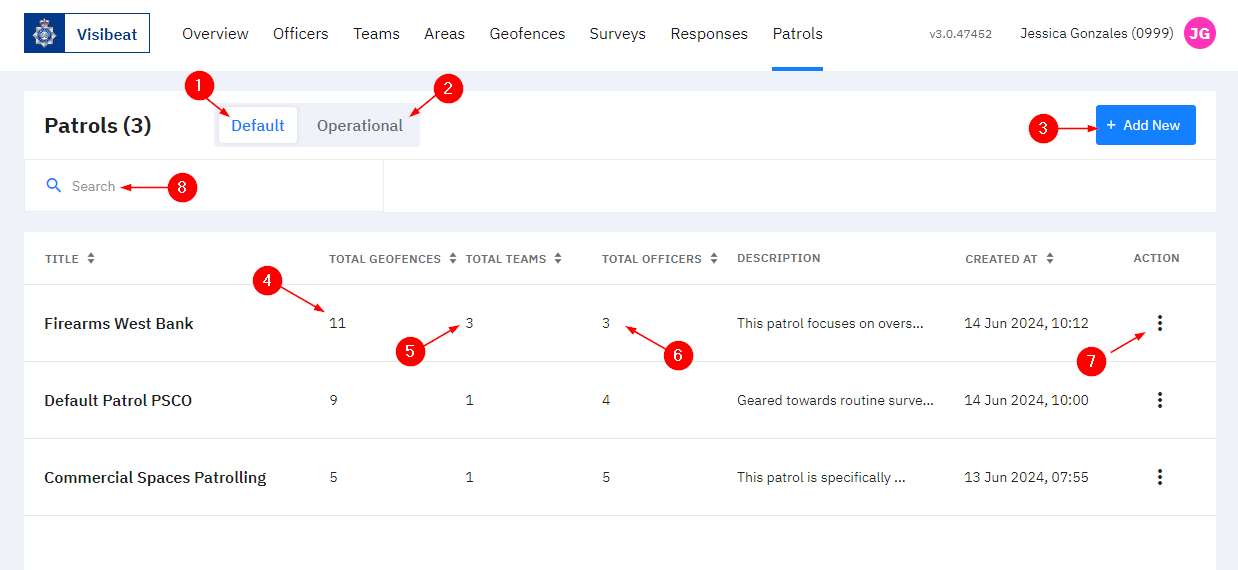 Visibeat Overview Officers Teams Areas Geofences Surveys Responses Patrols v3.0.47452 Jessica Gonzales (0999) JG
1 2
Patrols (3) Default Operational 3 + Add New
Search 8
TITLE TOTAL GEOFENCES TOTAL TEAMS TOTAL OFFICERS DESCRIPTION CREATED AT ACTION
4
Firearms West Bank 11 3 3 This patrol focuses on overs... 14 Jun 2024, 10:12
5 6 7
Default Patrol PSCO 9 1 4 Geared towards routine surve... 14 Jun 2024, 10:00
Commercial Spaces Patrolling 5 1 5 This patrol is specifically ... 13 Jun 2024, 07:55